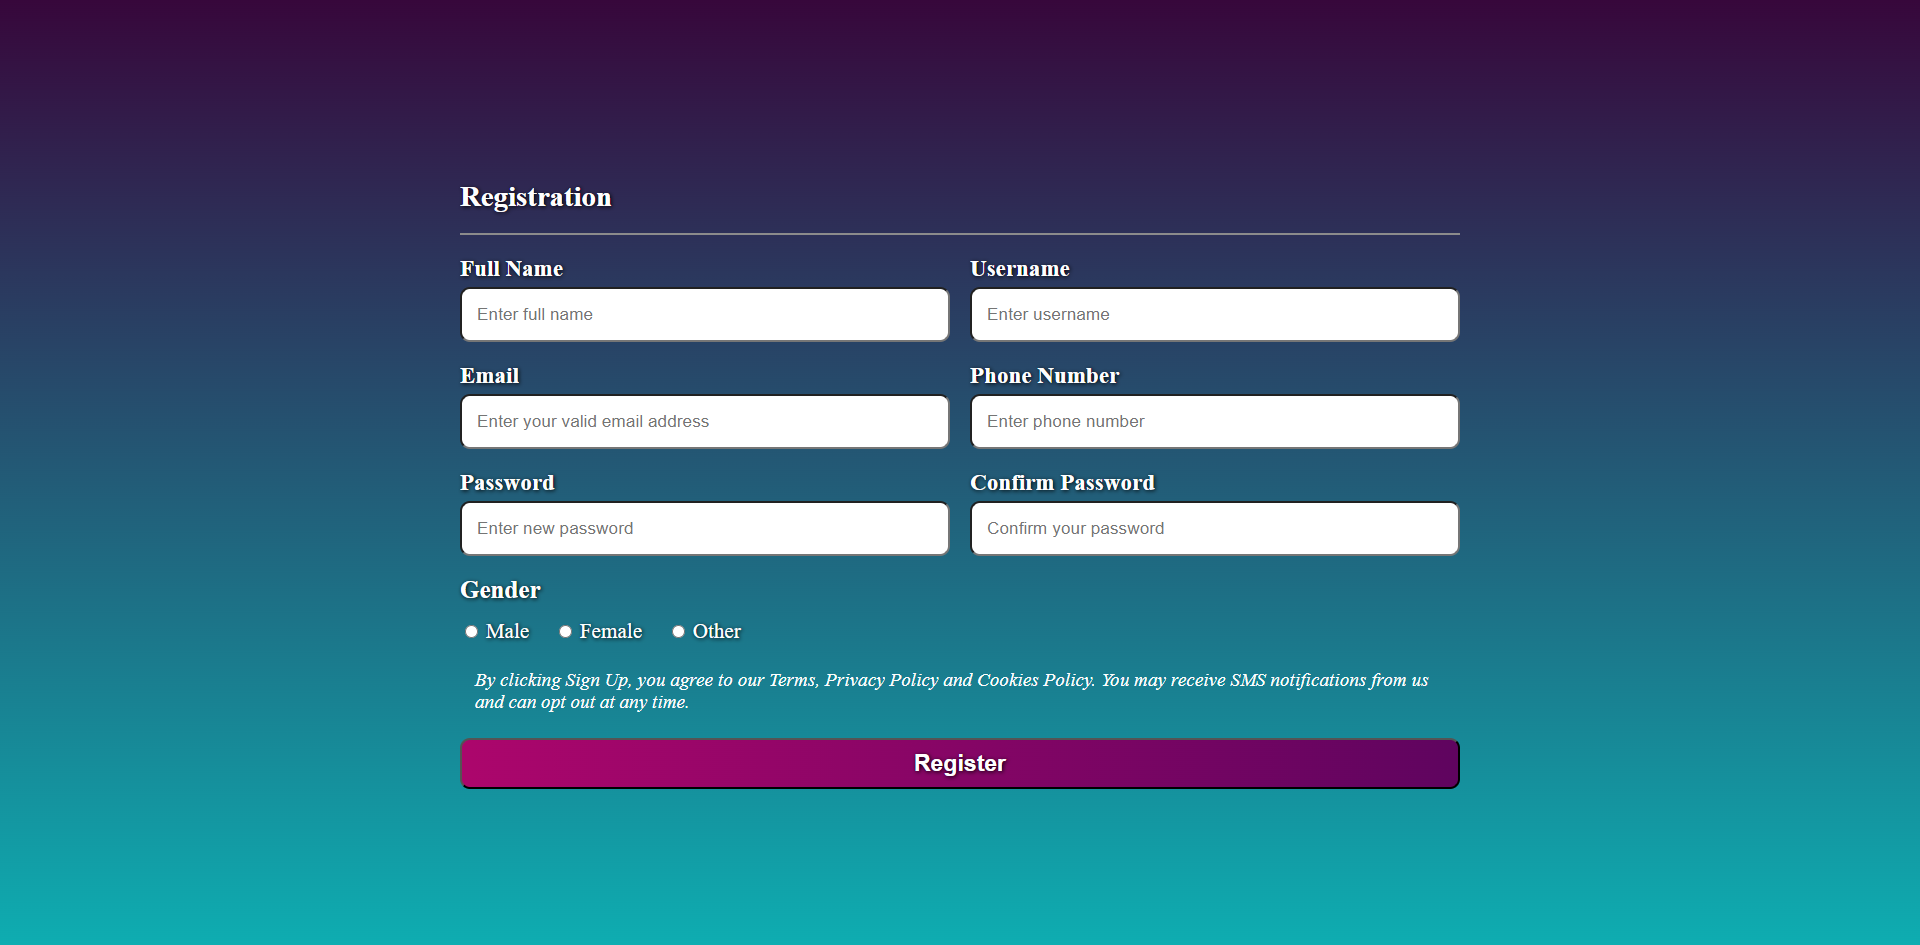 Registration
Full Name
Username
Enter full name
Enter username
Email
Phone Number
Enter your valid email address
Enter phone number
Password
Confirm Password
Enter new password
Confirm your password
Gender
Male Female Other
By clicking Sign Up, you agree to our Terms, Privacy Policy and Cookies Policy. You may receive SMS notifications from us
and can opt out at any time.
Register